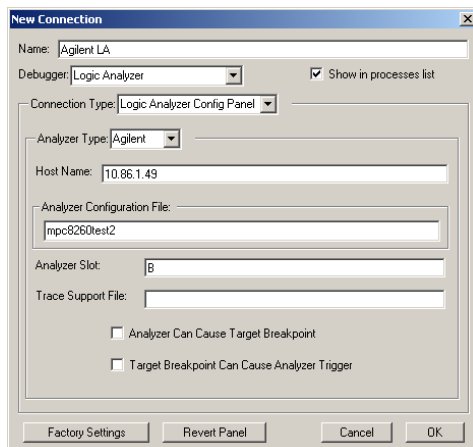 New Connection
Name: Agilent LA
Debugger: Logic Analyzer Show in processes list
Connection Type: Logic Analyzer Config Panel
Analyzer Type: Agilent
Host Name: 10.86.1.49
Analyzer Configuration File:
mpc8260test2
Analyzer Slot: B
Trace Support File:
Analyzer Can Cause Target Breakpoint
Target Breakpoint Can Cause Analyzer Trigger
Factory Settings Revert Panel Cancel OK